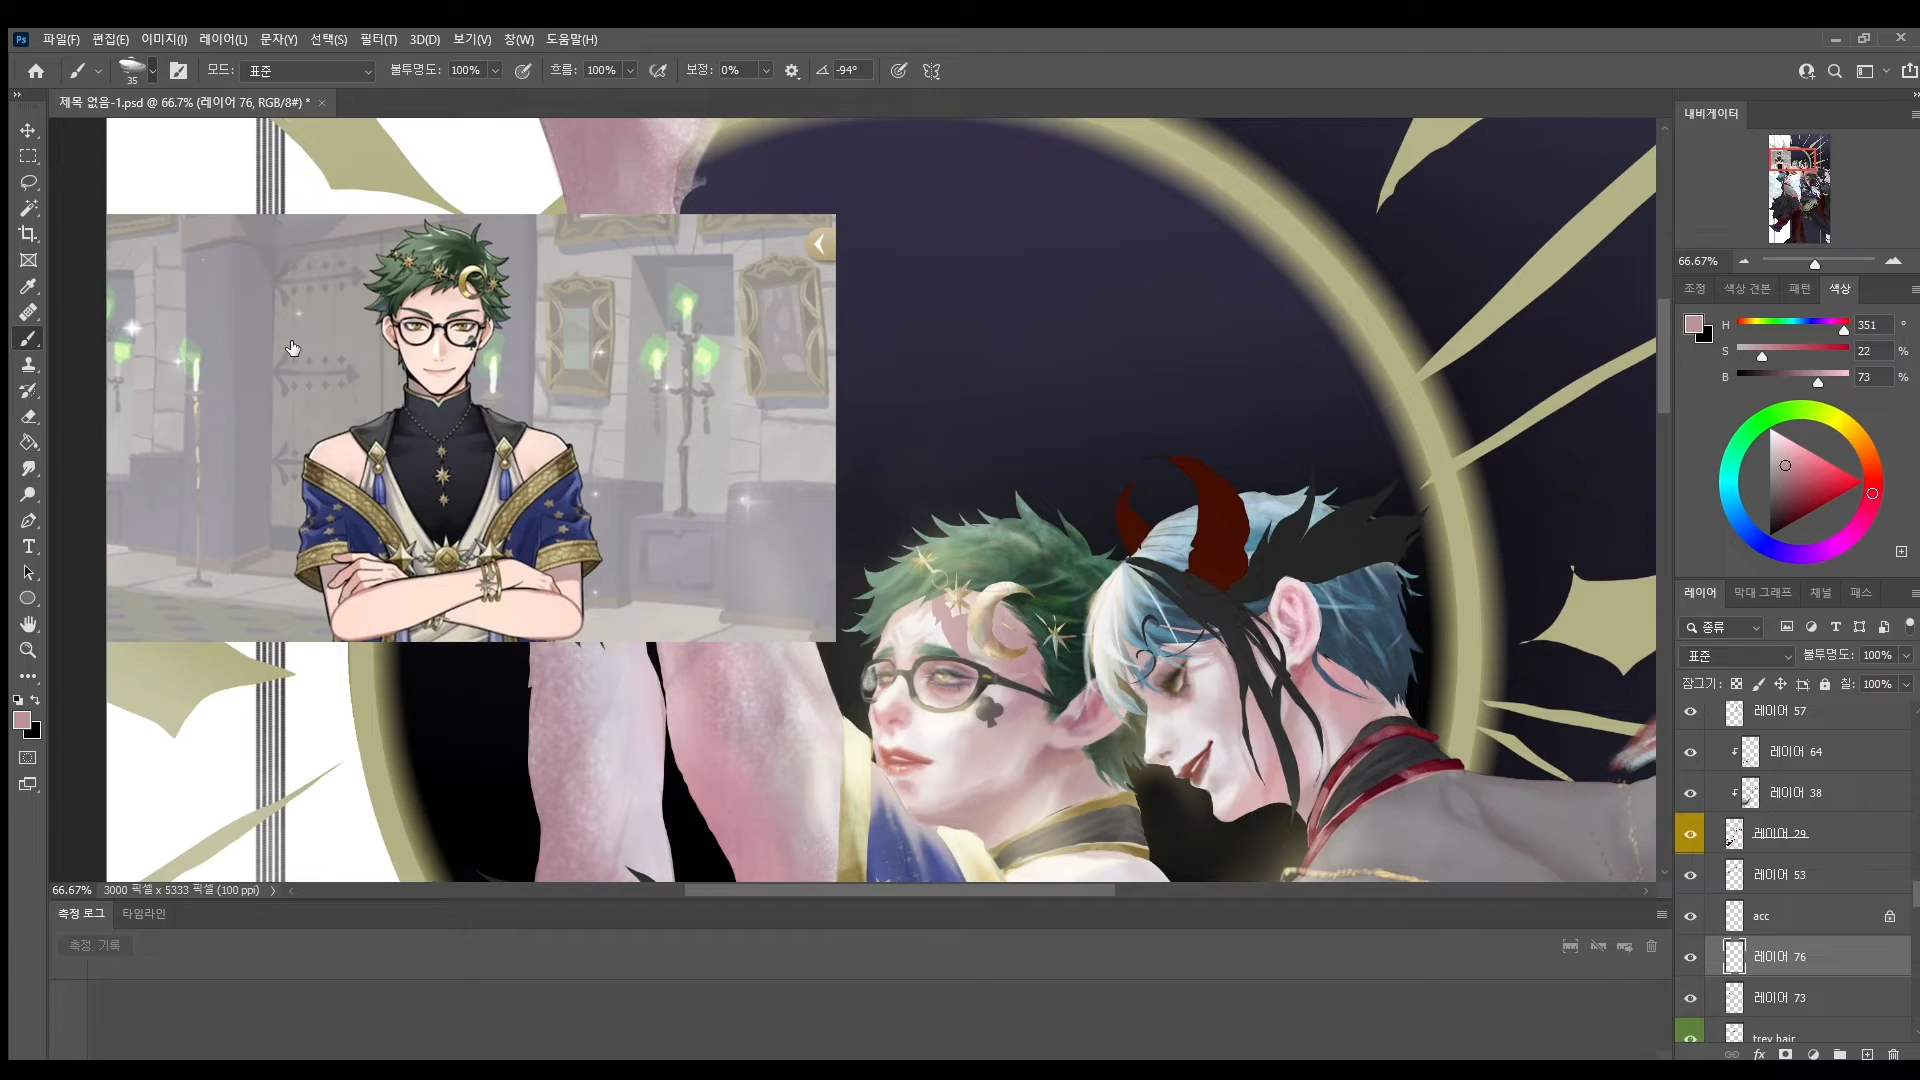 Ps 파일(F) 편집(E) 이미지(I) 레이어(L) 문자(Y) 선택(S) 필터(T) 3D(D) 보기(V) 창(W) 도움말(H)
35 모드: 표준 불투명도: 100% 흐름: 100% 보정: 0% -94°
제목 없음-1.psd @ 66.7% (레이어 76, RGB/8#) * ×
내비게이터
66.67%
조정 색상 견본 패턴 색상
H 351 °
S 22 %
B 73 %
레이어 막대 그래프 채널 패스
종류
표준 불투명도: 100%
잠그기: 칠: 100%
레이어 57
레이어 64
레이어 38
레이어 29
레이어 53
acc
레이어 76
레이어 73
trey hair
fx
66.67% 3000 픽셀 x 5333 픽셀 (100 ppi)
측정 로그 타임라인
측정 기록